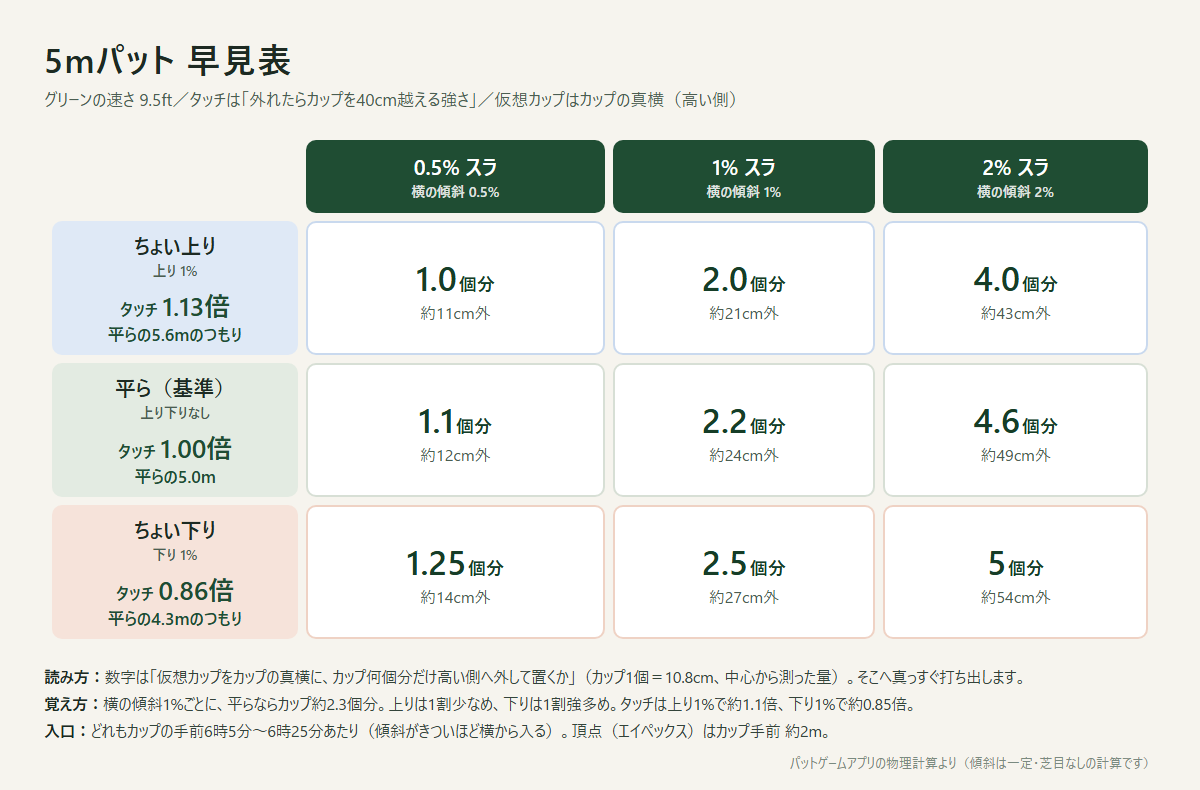 5mパット 早見表
グリーンの速さ 9.5ft／タッチは「外れたらカップを40cm越える強さ」／仮想カップはカップの真横（高い側）
0.5% スラ
横の傾斜 0.5%
1% スラ
横の傾斜 1%
2% スラ
横の傾斜 2%
ちょい上り
上り 1%
タッチ 1.13倍
平らの5.6mのつもり
1.0個分
約11cm外
2.0個分
約21cm外
4.0個分
約43cm外
平ら（基準）
上り下りなし
タッチ 1.00倍
平らの5.0m
1.1個分
約12cm外
2.2個分
約24cm外
4.6個分
約49cm外
ちょい下り
下り 1%
タッチ 0.86倍
平らの4.3mのつもり
1.25個分
約14cm外
2.5個分
約27cm外
5個分
約54cm外
読み方：数字は「仮想カップをカップの真横に、カップ何個分だけ高い側へ外して置くか」（カップ1個＝10.8cm、中心から測った量）。そこへ真っすぐ打ち出します。
覚え方：横の傾斜1%ごとに、平らならカップ約2.3個分。上りは1割少なめ、下りは1割強多め。タッチは上り1%で約1.1倍、下り1%で約0.85倍。
入口：どれもカップの手前6時5分〜6時25分あたり（傾斜がきついほど横から入る）。頂点（エイペックス）はカップ手前 約2m。
パットゲームアプリの物理計算より（傾斜は一定・芝目なしの計算です）